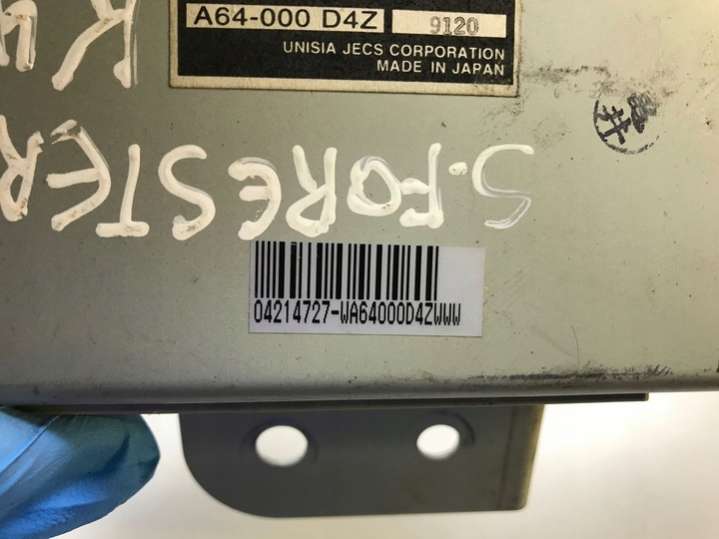 A64-000 D4Z 9120
UNISIA JECS CORPORATION
MADE IN JAPAN
S.FORESTER
04214727-WA64000D4ZWWW